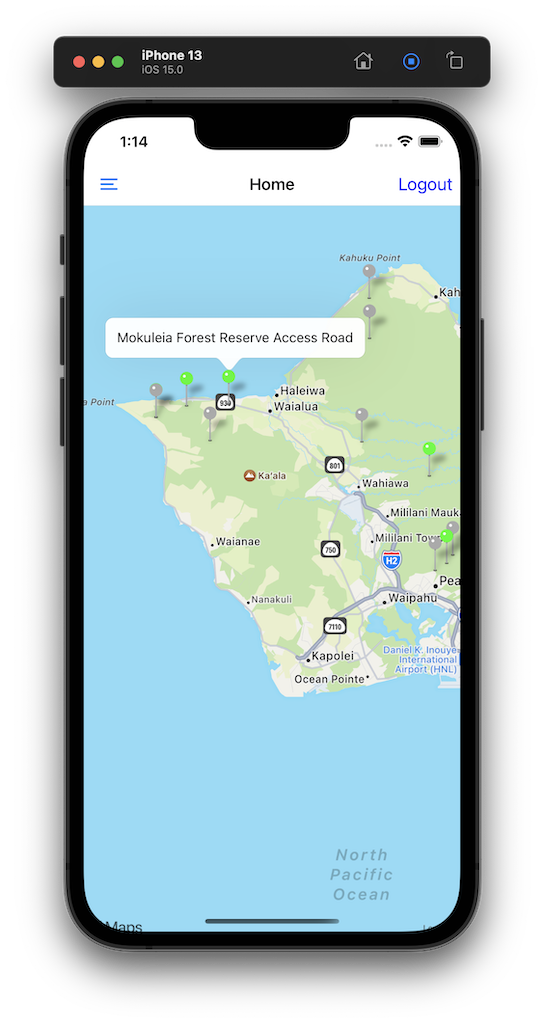 iPhone 13
iOS 15.0
1:14
Home
Logout
Kahuku Point
Kah
Mokuleia Forest Reserve Access Road
a Point
930
Haleiwa
Waialua
801
Ka'ala
Wahiawa
Mililani Mauka
Waianae
750
Mililani Tow
H2
Pea
Nanakuli
Waipahu
7110
Kapolei
Daniel K. Inouye
International
Airport (HNL)
Ocean Pointe
North
Pacific
Ocean
Maps